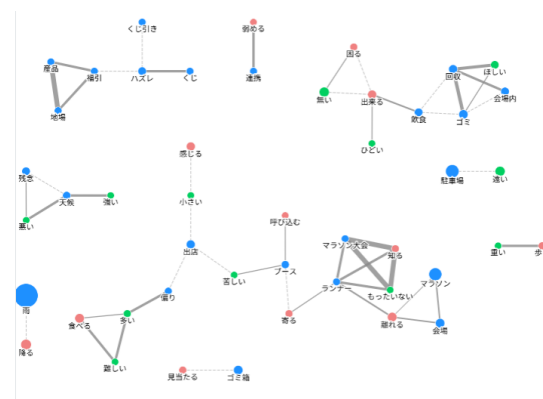 くじ引き
弱める
産品
福引
ハズレ
くじ
連携
地場
困る
回収
ほしい
無い
出来る
会場内
飲食
ゴミ
ひどい
感じる
残念
駐車場
遠い
天候
強い
小さい
悪い
呼び込む
出店
マラソン大会
知る
重い
歩
苦しい
ブース
マラソン
ランナー
もったいない
雨
偏り
食べる
多い
寄る
離れる
会場
降る
難しい
見当たる
ゴミ箱